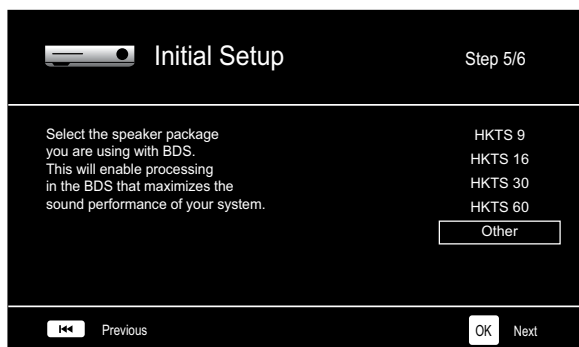 Initial Setup
Step 5/6
Select the speaker package
you are using with BDS.
This will enable processing
in the BDS that maximizes the
sound performance of your system.
HKTS 9
HKTS 16
HKTS 30
HKTS 60
Other
Previous
OK Next